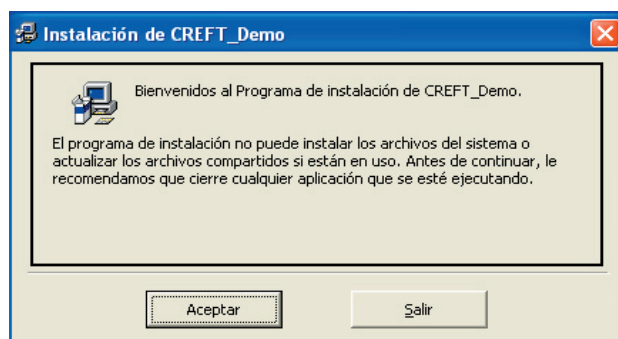 Instalación de CREFT_Demo
Bienvenidos al Programa de instalación de CREFT_Demo.
El programa de instalación no puede instalar los archivos del sistema o
actualizar los archivos compartidos si están en uso. Antes de continuar, le
recomendamos que cierre cualquier aplicación que se esté ejecutando.
Aceptar
Salir